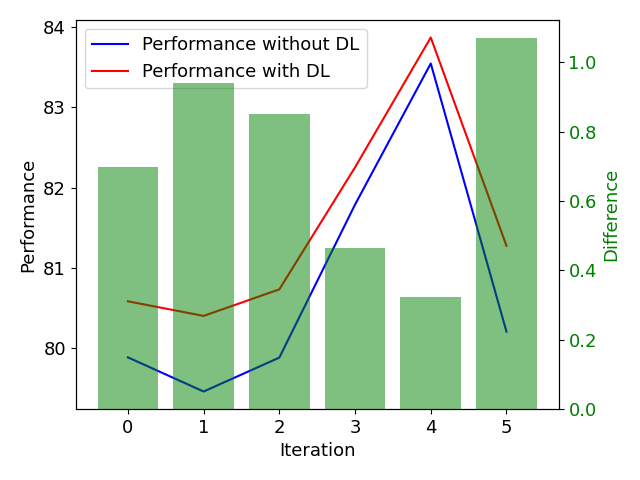 84
83
82
81
80
Performance
Performance without DL
Performance with DL
1.0
0.8
0.6
0.4
0.2
0.0
Difference
0 1 2 3 4 5
Iteration